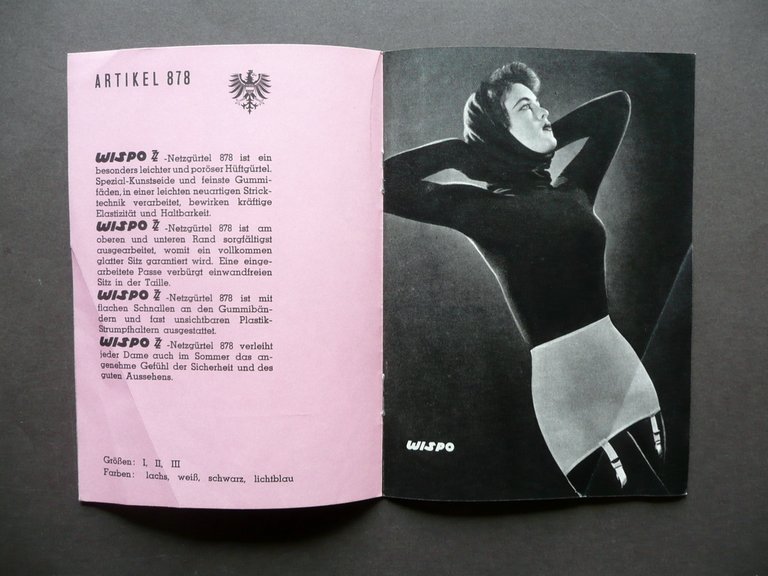 ARTIKEL 878
WISPO ZZ -Netzgürtel 878 ist ein
besonders leichter und poröser Hüftgürtel.
Spezial-Kunstseide und feinste Gummi-
fäden, in einer leichten neuartigen Strick-
technik verarbeitet, bewirken kräftige
Elastizität und Haltbarkeit.
WISPO ZZ -Netzgürtel 878 ist am
oberen und unteren Rand sorgfältigst
ausgearbeitet, womit ein vollkommen
glatter Sitz garantiert wird. Eine einge-
arbeitete Passe verbürgt einwandfreien
Sitz in der Taille.
WISPO ZZ -Netzgürtel 878 ist mit
flachen Schnallen an den Gummibän-
dern und fast unsichtbaren Plastik-
Strumpfhaltern ausgestattet.
WISPO ZZ -Netzgürtel 878 verleiht
jeder Dame auch im Sommer das an-
genehme Gefühl der Sicherheit und des
guten Aussehens.
Größen: I, II, III
Farben: lachs, weiß, schwarz, lichtblau
WISPO